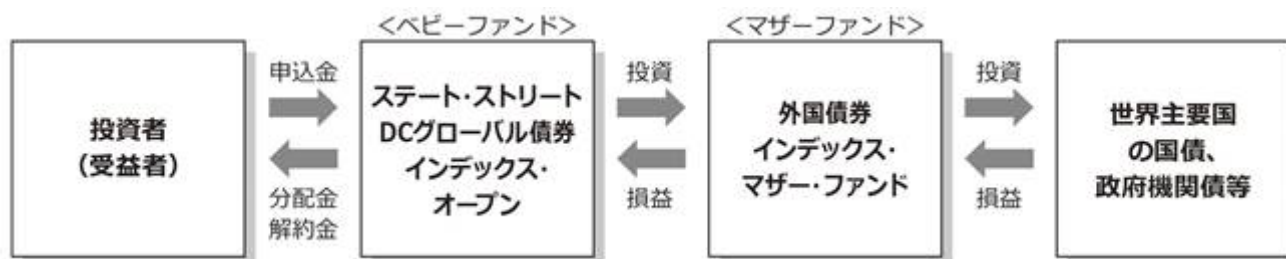 <ベビーファンド>
<マザーファンド>
投資者
(受益者)
申込金
分配金
解約金
ステート・ストリート
DCグローバル債券
インデックス・
オープン
投資
損益
外国債券
インデックス・
マザー・ファンド
投資
損益
世界主要国
の国債、
政府機関債等